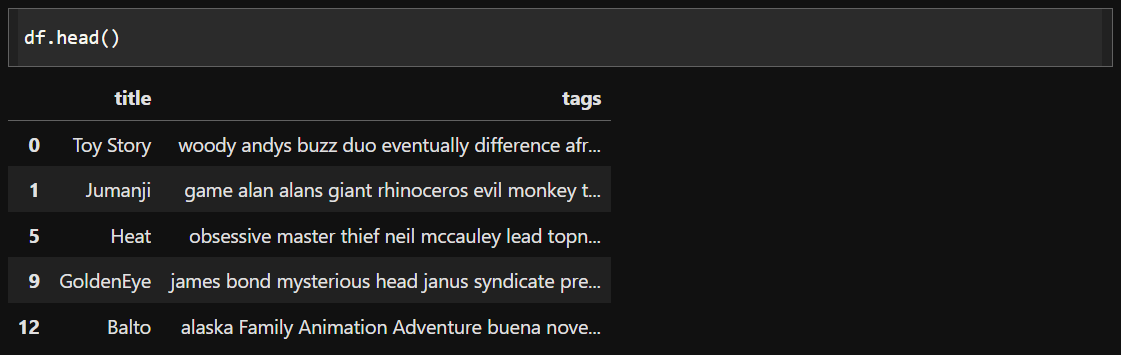 df.head()
title tags
0 Toy Story woody andys buzz duo eventually difference afr...
1 Jumanji game alan alans giant rhinoceros evil monkey t...
5 Heat obsessive master thief neil mccauley lead topn...
9 GoldenEye james bond mysterious head janus syndicate pre...
12 Balto alaska Family Animation Adventure buena nove...